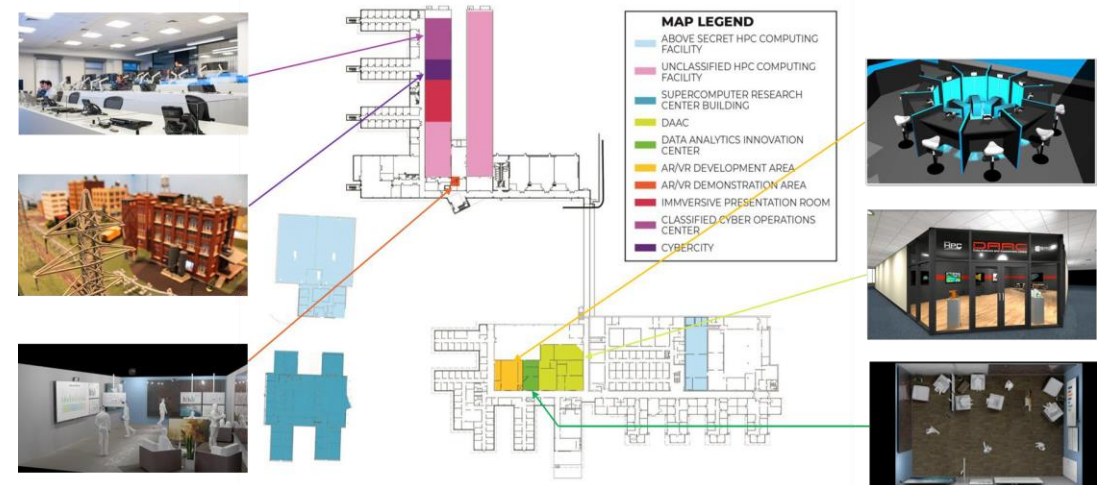 MAP LEGEND
ABOVE SECRET HPC COMPUTING
FACILITY
UNCLASSIFIED HPC COMPUTING
FACILITY
SUPERCOMPUTER RESEARCH
CENTER BUILDING
DAAC
DATA ANALYTICS INNOVATION
CENTER
AR/VR DEVELOPMENT AREA
AR/VR DEMONSTRATION AREA
IMMVERSIVE PRESENTATION ROOM
CLASSIFIED CYBER OPERATIONS
CENTER
CYBERCITY
HPC
DAAC